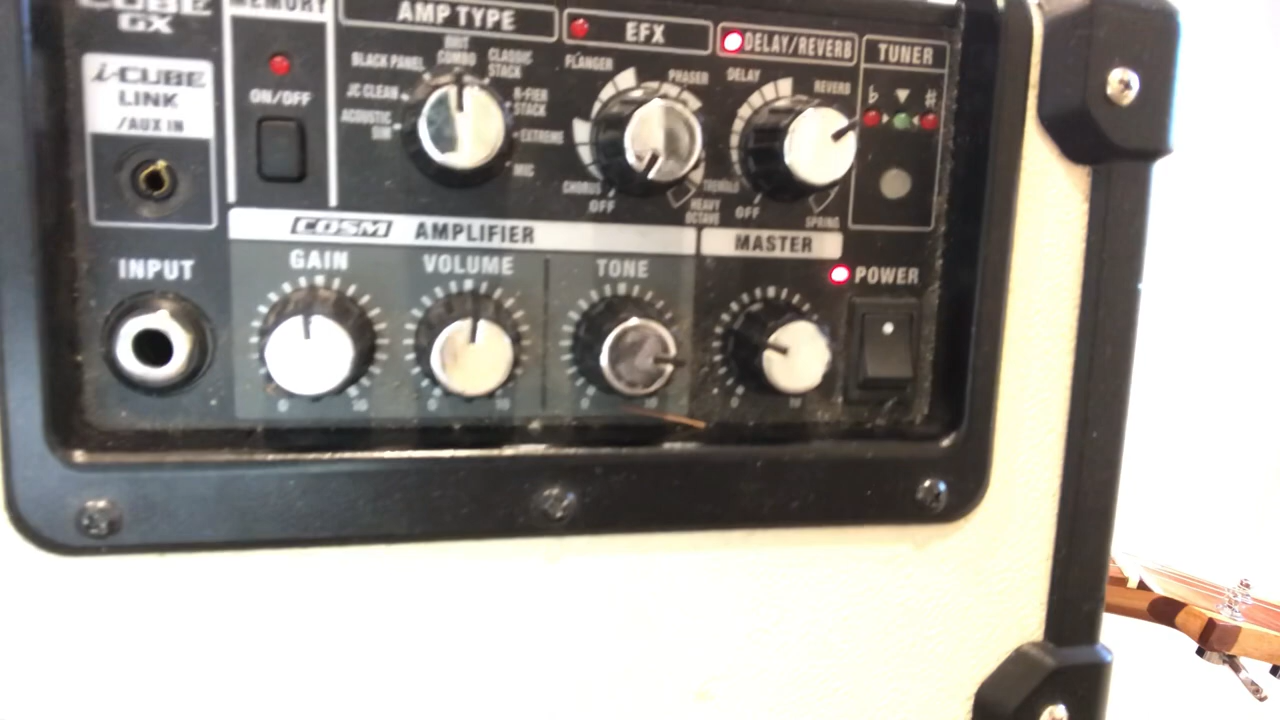 CUBE
GX
MEMORY
ON/OFF
AMP TYPE
BLACK PANEL
BRIT
COMBO
CLASSIC
STACK
JC CLEAN
R-FIER
STACK
ACOUSTIC
SIM
EXTREME
MIC
EFX
FLANGER
PHASER
CHORUS
TREMOLO
OFF
HEAVY
OCTAVE
DELAY/REVERB
DELAY
REVERB
OFF
SPRING
TUNER
♭ ♯
i-CUBE
LINK
/AUX IN
COSM AMPLIFIER
MASTER
INPUT
GAIN
VOLUME
TONE
POWER
0 10
0 10
0 10
0 10